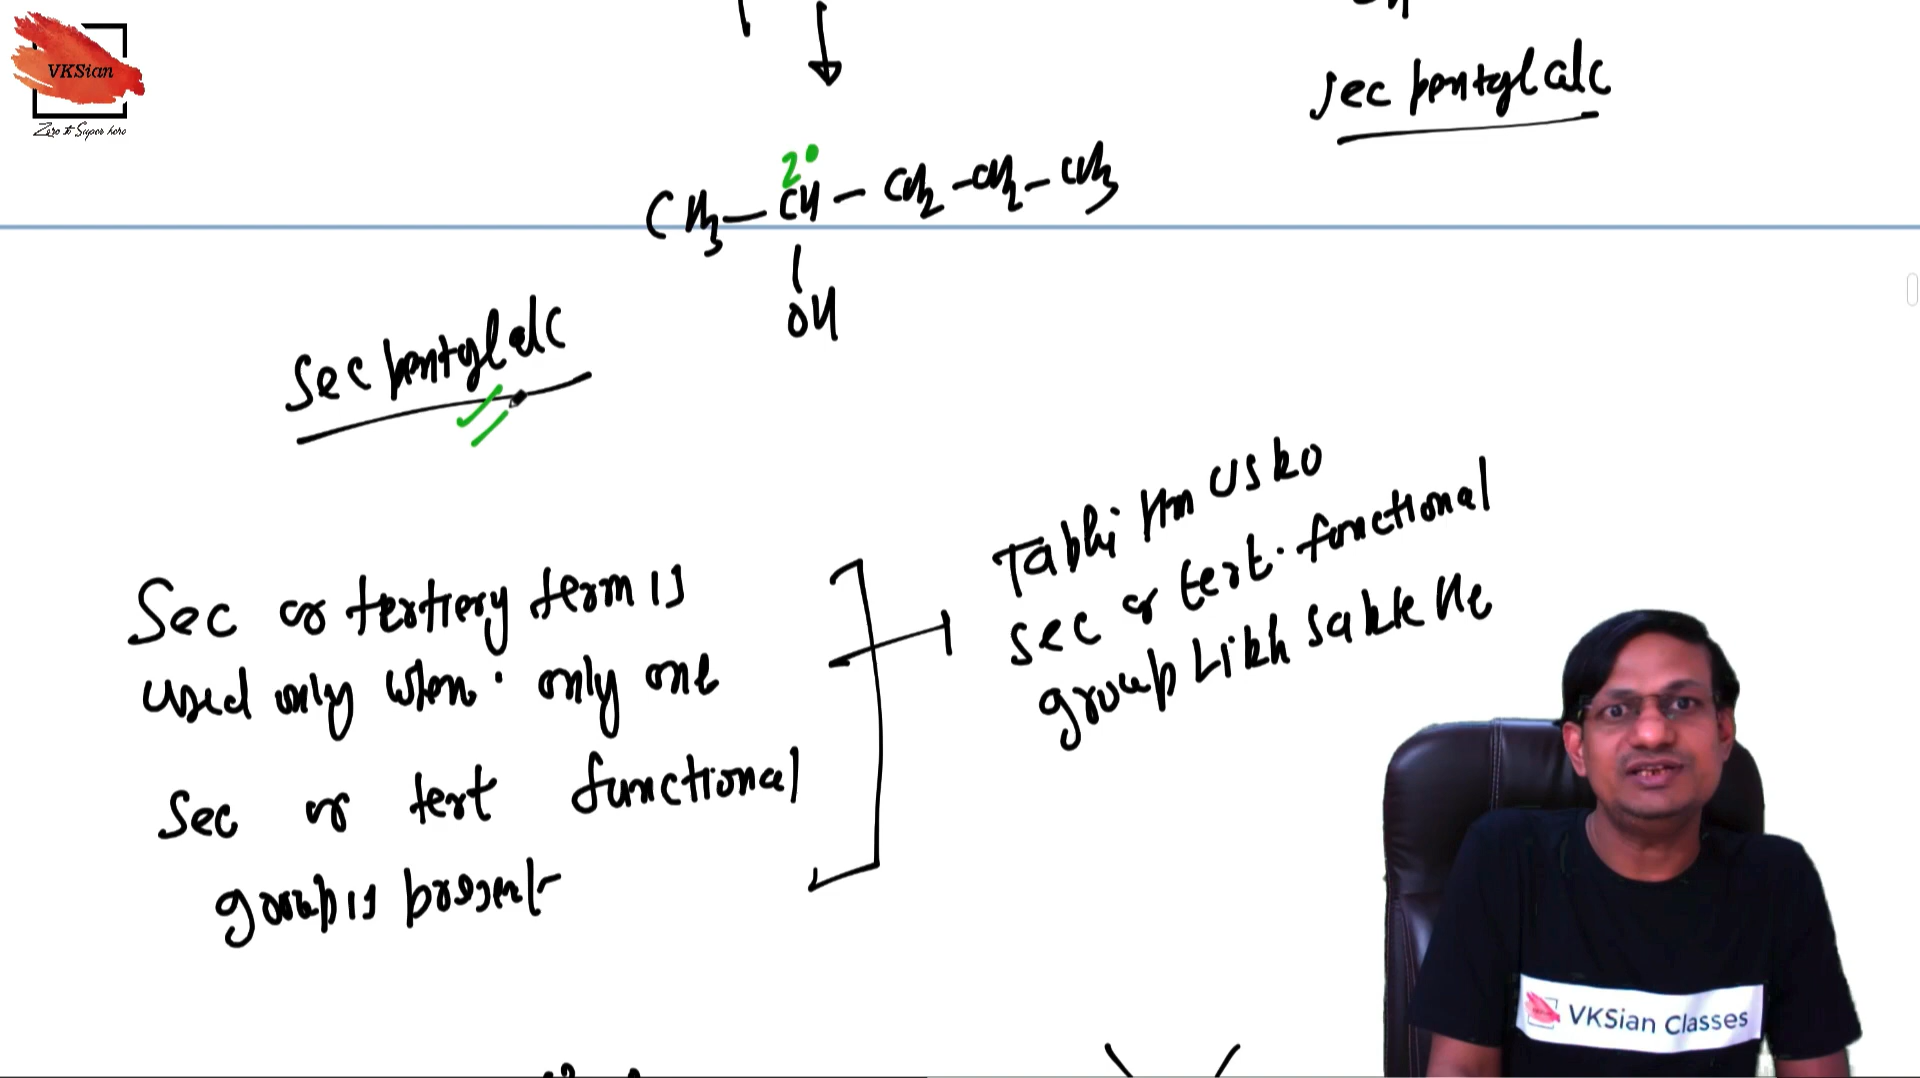 VKSian
Zero to Super hero
sec pentyl alc
2°
CH3 — CH — CH2 - CH2 - CH3
OH
Sec pentyl alc
Sec or tertiery term is
used only when only one
Sec or tert functional
group is present
Tabhi Hm usko
sec or tert. functional
group Likh sakte He
VKSian Classes